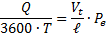 Q / (3600 · T) = V_t / ℓ · P_e